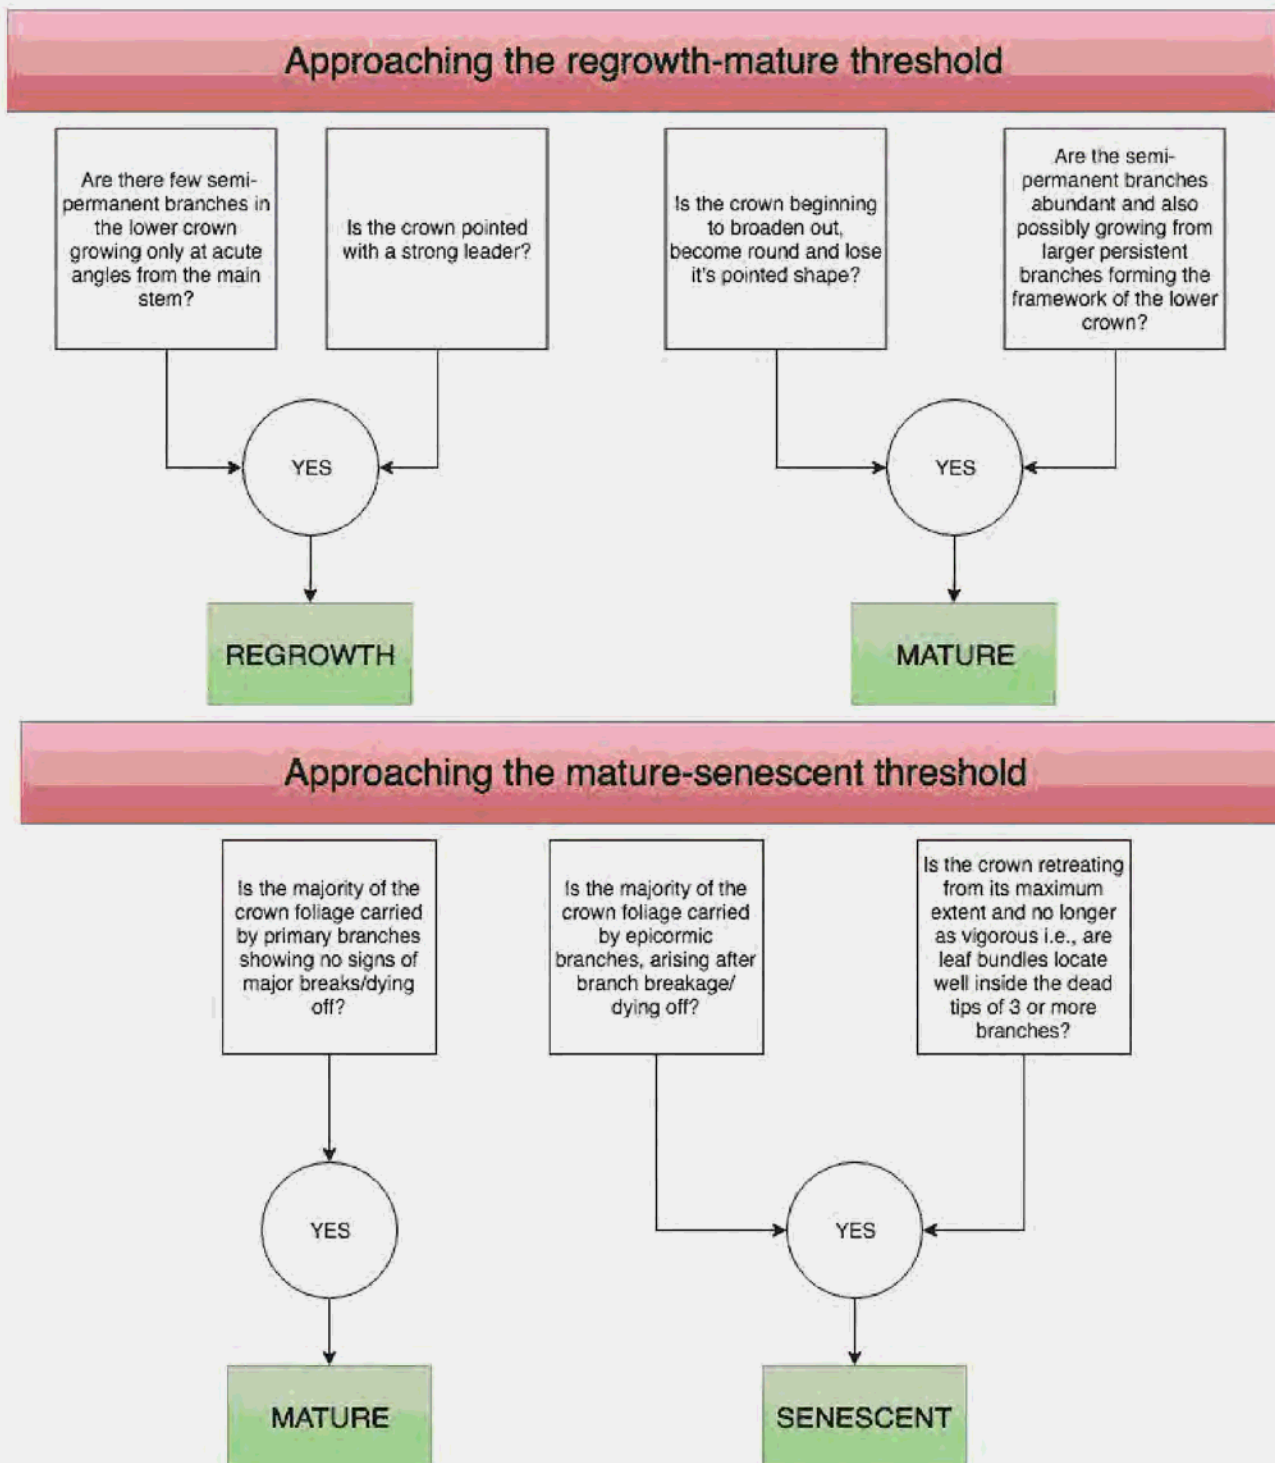 Approaching the regrowth-mature threshold
Are there few semi-
permanent branches in
the lower crown
growing only at acute
angles from the main
stem?
Is the crown pointed
with a strong leader?
Is the crown beginning
to broaden out,
become round and lose
it's pointed shape?
Are the semi-
permanent branches
abundant and also
possibly growing from
larger persistent
branches forming the
framework of the lower
crown?
YES
YES
REGROWTH
MATURE
Approaching the mature-senescent threshold
Is the majority of the
crown foliage carried
by primary branches
showing no signs of
major breaks/dying
off?
Is the majority of the
crown foliage carried
by epicormic
branches, arising after
branch breakage/
dying off?
Is the crown retreating
from its maximum
extent and no longer
as vigorous i.e., are
leaf bundles locate
well inside the dead
tips of 3 or more
branches?
YES
YES
MATURE
SENESCENT